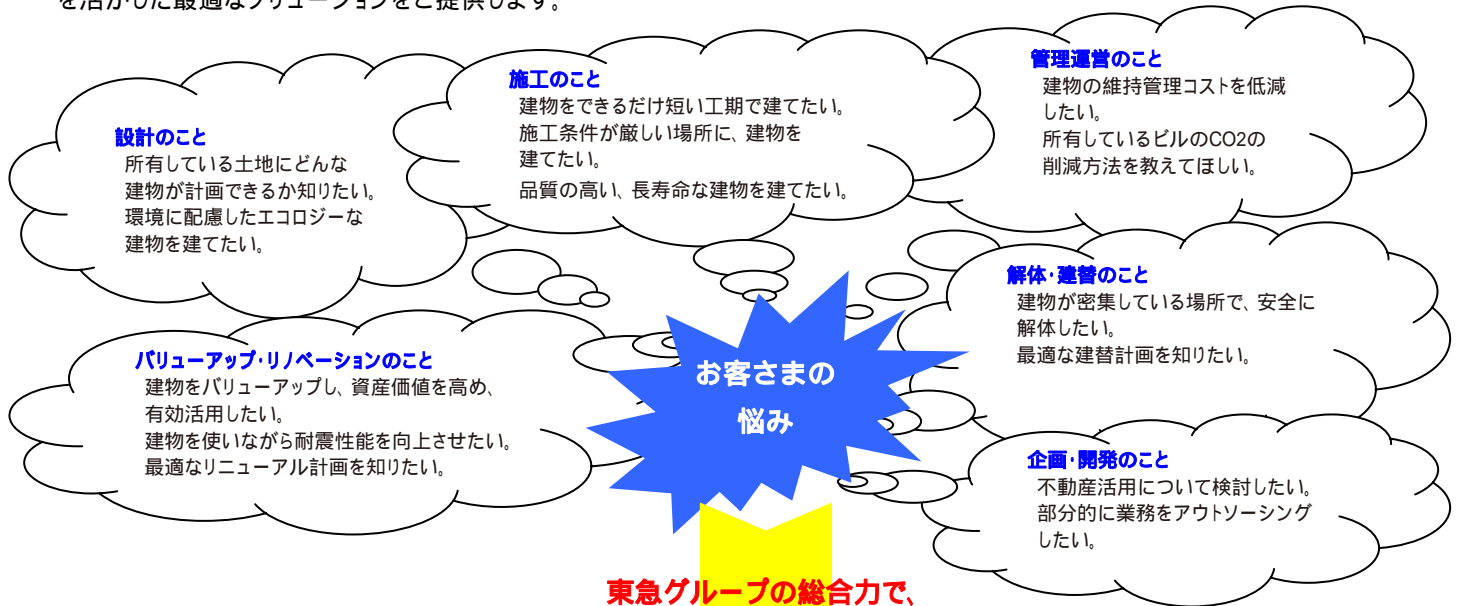 を活かした最適なソリューションをご提供します。
設計のこと
所有している土地にどんな
建物が計画できるか知りたい。
環境に配慮したエコロジーな
建物を建てたい。
施工のこと
建物をできるだけ短い工期で建てたい。
施工条件が厳しい場所に、建物を
建てたい。
品質の高い、長寿命な建物を建てたい。
管理運営のこと
建物の維持管理コストを低減
したい。
所有しているビルのCO2の
削減方法を教えてほしい。
バリューアップ・リノベーションのこと
建物をバリューアップし、資産価値を高め、
有効活用したい。
建物を使いながら耐震性能を向上させたい。
最適なリニューアル計画を知りたい。
お客さまの
悩み
解体・建替のこと
建物が密集している場所で、安全に
解体したい。
最適な建替計画を知りたい。
企画・開発のこと
不動産活用について検討したい。
部分的に業務をアウトソーシング
したい。
東急グループの総合力で、